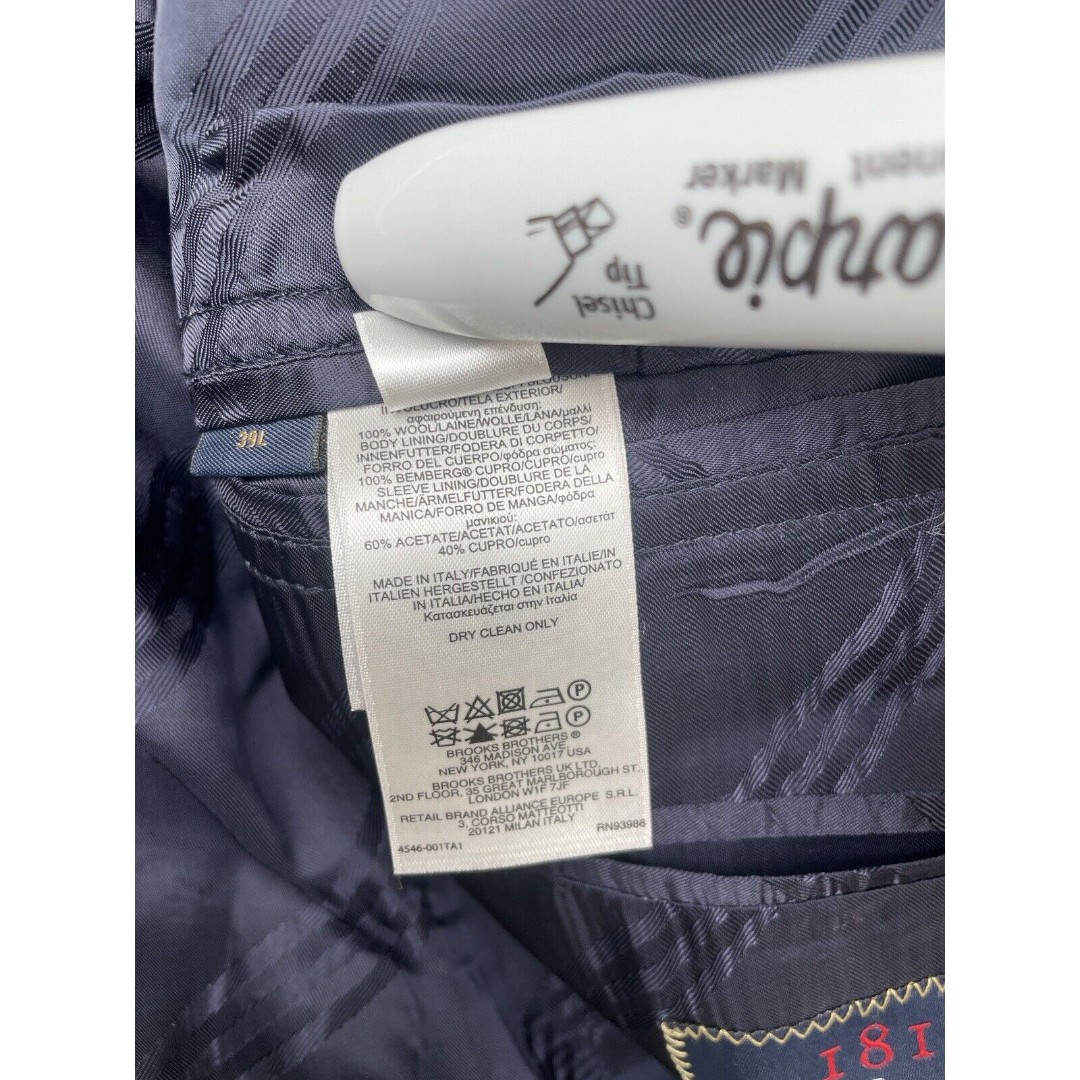 Marker
Chisel
Tip
39L
TELA EXTERIOR/
αφαιρούμενη επένδυση:
100% WOOL/LAINE/WOLLE/LANA/μαλλί
BODY LINING/DOUBLURE DU CORPS/
INNENFUTTER/FODERA DI CORPETTO/
FORRO DEL CUERPO/φόδρα σώματος:
100% BEMBERG® CUPRO/CUPRO/cupro
SLEEVE LINING/DOUBLURE DE LA
MANCHE/ÄRMELFUTTER/FODERA DELLA
MANICA/FORRO DE MANGA/φόδρα
μανικιού:
60% ACETATE/ACETAT/ACETATO/ασετάτ
40% CUPRO/cupro
MADE IN ITALY/FABRIQUÉ EN ITALIE/IN
ITALIEN HERGESTELLT /CONFEZIONATO
IN ITALIA/HECHO EN ITALIA/
Κατασκευάζεται στην Ιταλία
DRY CLEAN ONLY
P
P
BROOKS BROTHERS ®
346 MADISON AVE.
NEW YORK, NY 10017 USA
BROOKS BROTHERS UK LTD.
2ND FLOOR, 35 GREAT MARLBOROUGH ST.
LONDON W1F 7JF
RETAIL BRAND ALLIANCE EUROPE S.R.L.
3, CORSO MATTEOTTI
20121 MILAN ITALY
RN93986
4546-001TA1
181